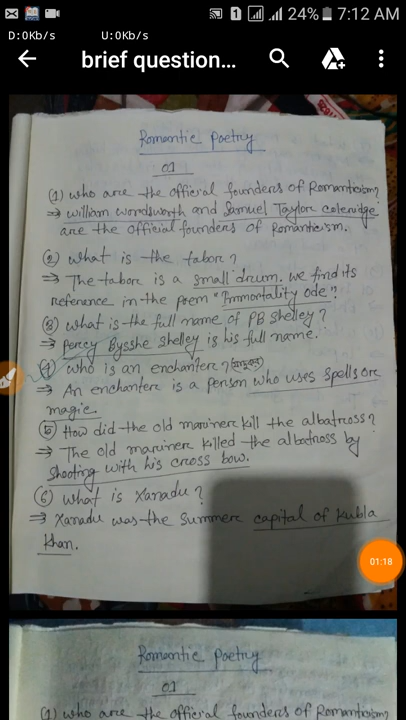 24% 7:12 AM
D:0Kb/s U:0Kb/s
brief question...
Romantic Poetry
01
(1) who are the official founders of Romanticism?
⇒ William wordsworth and Samuel Taylor coleridge
are the official founders of Romanticism.
(2) what is the tabor?
⇒ The tabor is a small drum. we find its
reference in the poem "Immortality ode".
(3) what is the full name of PB Shelley?
⇒ Percy Bysshe Shelley is his full name.
(4) who is an enchanter?
⇒ An enchanter is a person who uses spells or
magic.
(5) How did the old mariner kill the albatross?
⇒ The old mariner killed the albatross by
shooting with his cross bow.
(6) what is Xanadu?
⇒ Xanadu was the summer capital of Kubla
Khan.
01:18
Romantic Poetry
01
(1) who are the official founders of Romanticism?